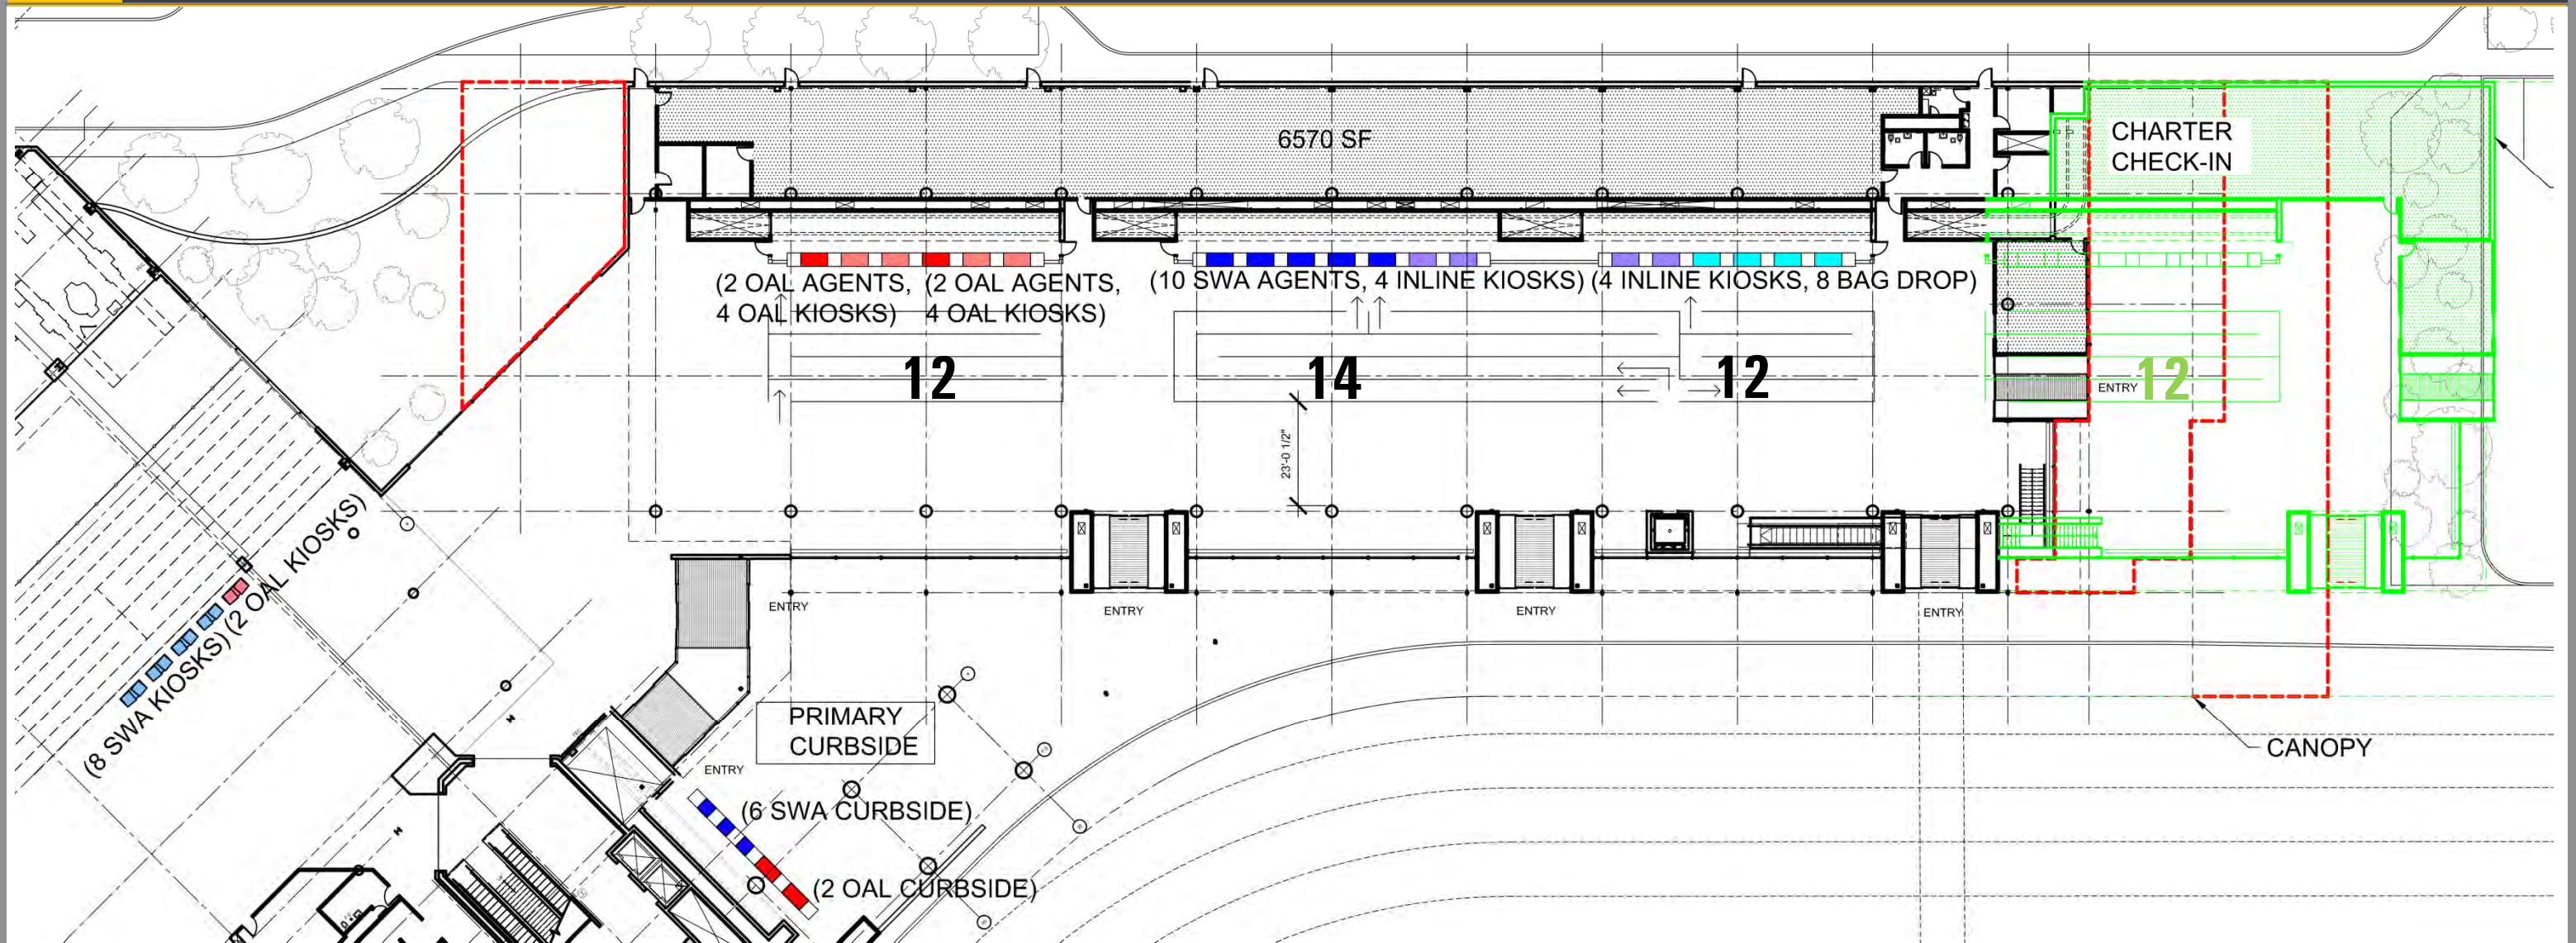 6570 SF
CHARTER
CHECK-IN
(2 OAL AGENTS,
4 OAL KIOSKS)
(2 OAL AGENTS,
4 OAL KIOSKS)
(10 SWA AGENTS, 4 INLINE KIOSKS)
(4 INLINE KIOSKS, 8 BAG DROP)
12
14
12
12
ENTRY
23'-0 1/2"
(8 SWA KIOSKS)
(2 OAL KIOSKS)
ENTRY
ENTRY
ENTRY
ENTRY
PRIMARY
CURBSIDE
CANOPY
ENTRY
(6 SWA CURBSIDE)
(2 OAL CURBSIDE)